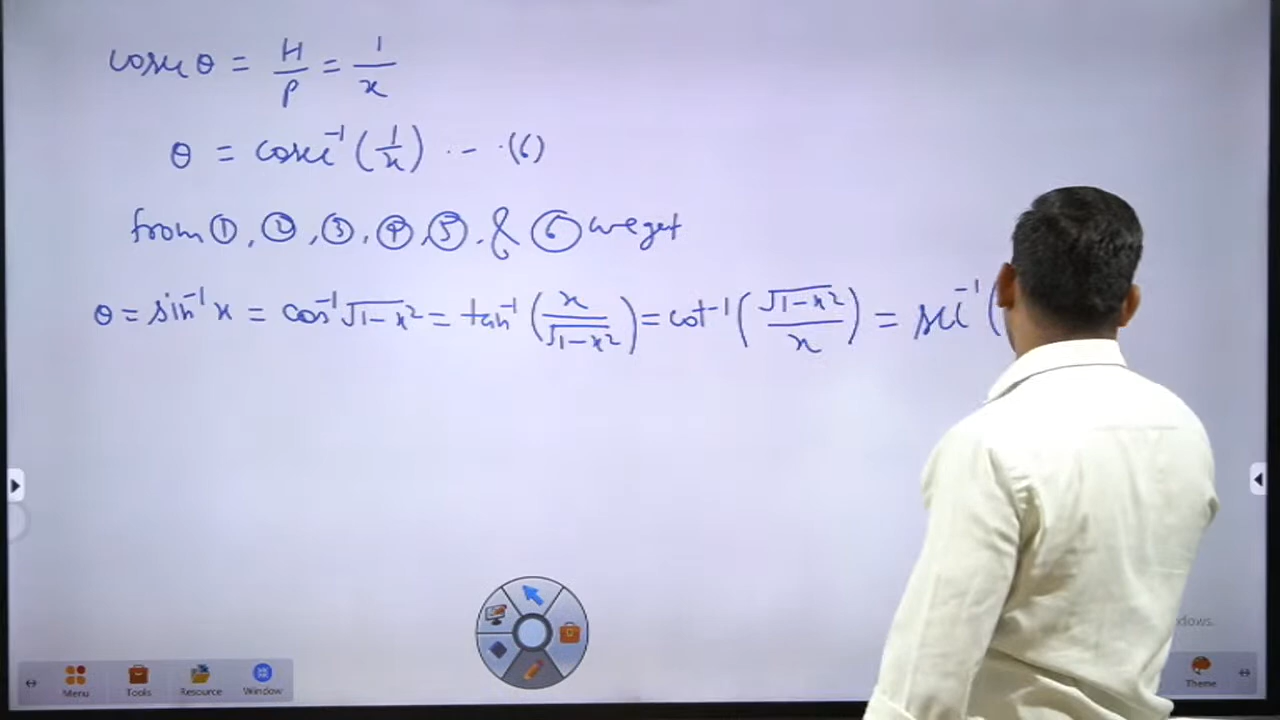 cosec θ = H/P = 1/x
θ = cosec⁻¹ (1/x) ... (6)
from ①, ②, ③, ④, ⑤, & ⑥ we get
θ = sin⁻¹ x = cos⁻¹ √1-x² = tan⁻¹ (x/√1-x²) = cot⁻¹ (√1-x²/x) = sec⁻¹ (
dows.
Menu Tools Resource Window Theme